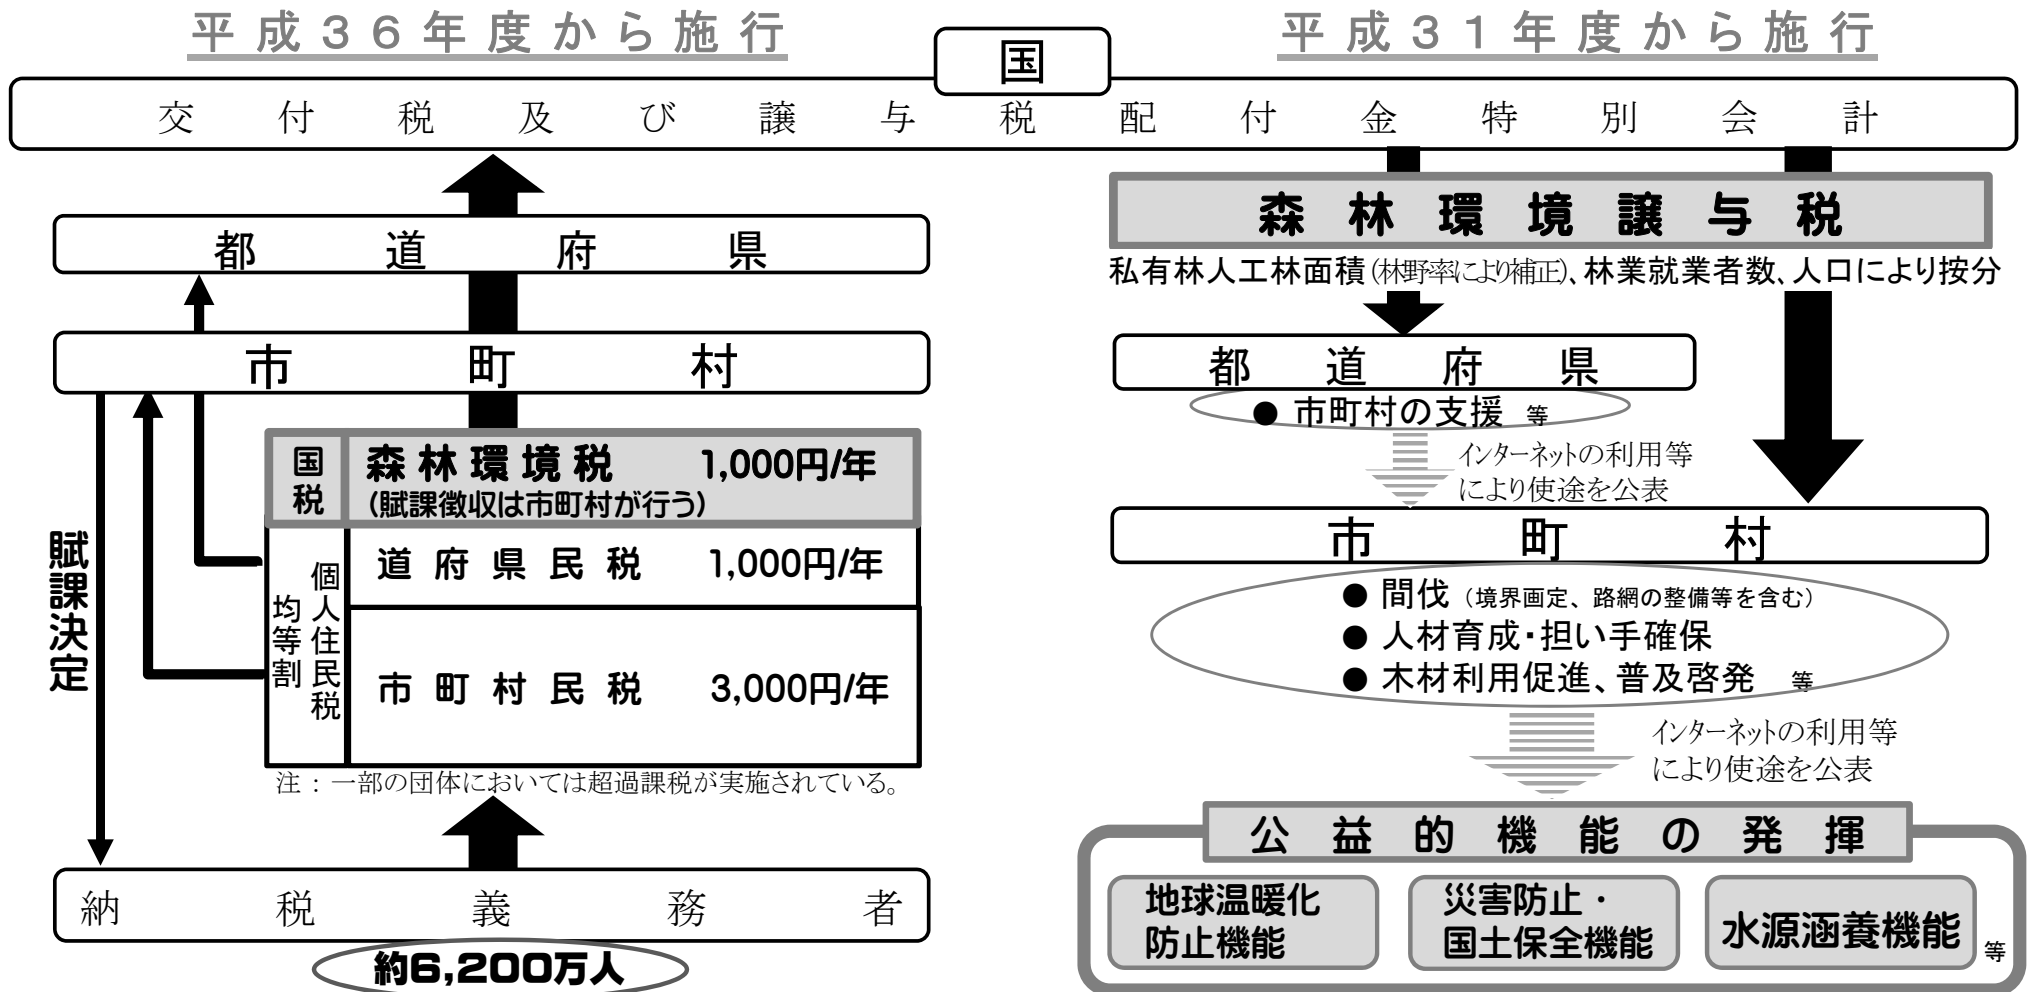 平成36年度から施行
平成31年度から施行
国
交付税及び譲与税配付金特別会計
都道府県
市町村
国税
森林環境税 1,000円/年
(賦課徴収は市町村が行う)
個人住民税
均等割
道府県民税 1,000円/年
市町村民税 3,000円/年
注：一部の団体においては超過課税が実施されている。
賦課決定
納税義務者
約6,200万人
森林環境譲与税
私有林人工林面積(林野率により補正)、林業就業者数、人口により按分
都道府県
● 市町村の支援 等
インターネットの利用等
により使途を公表
市町村
● 間伐（境界画定、路網の整備等を含む）
● 人材育成・担い手確保
● 木材利用促進、普及啓発 等
インターネットの利用等
により使途を公表
公益的機能の発揮
地球温暖化
防止機能
災害防止・
国土保全機能
水源涵養機能
等